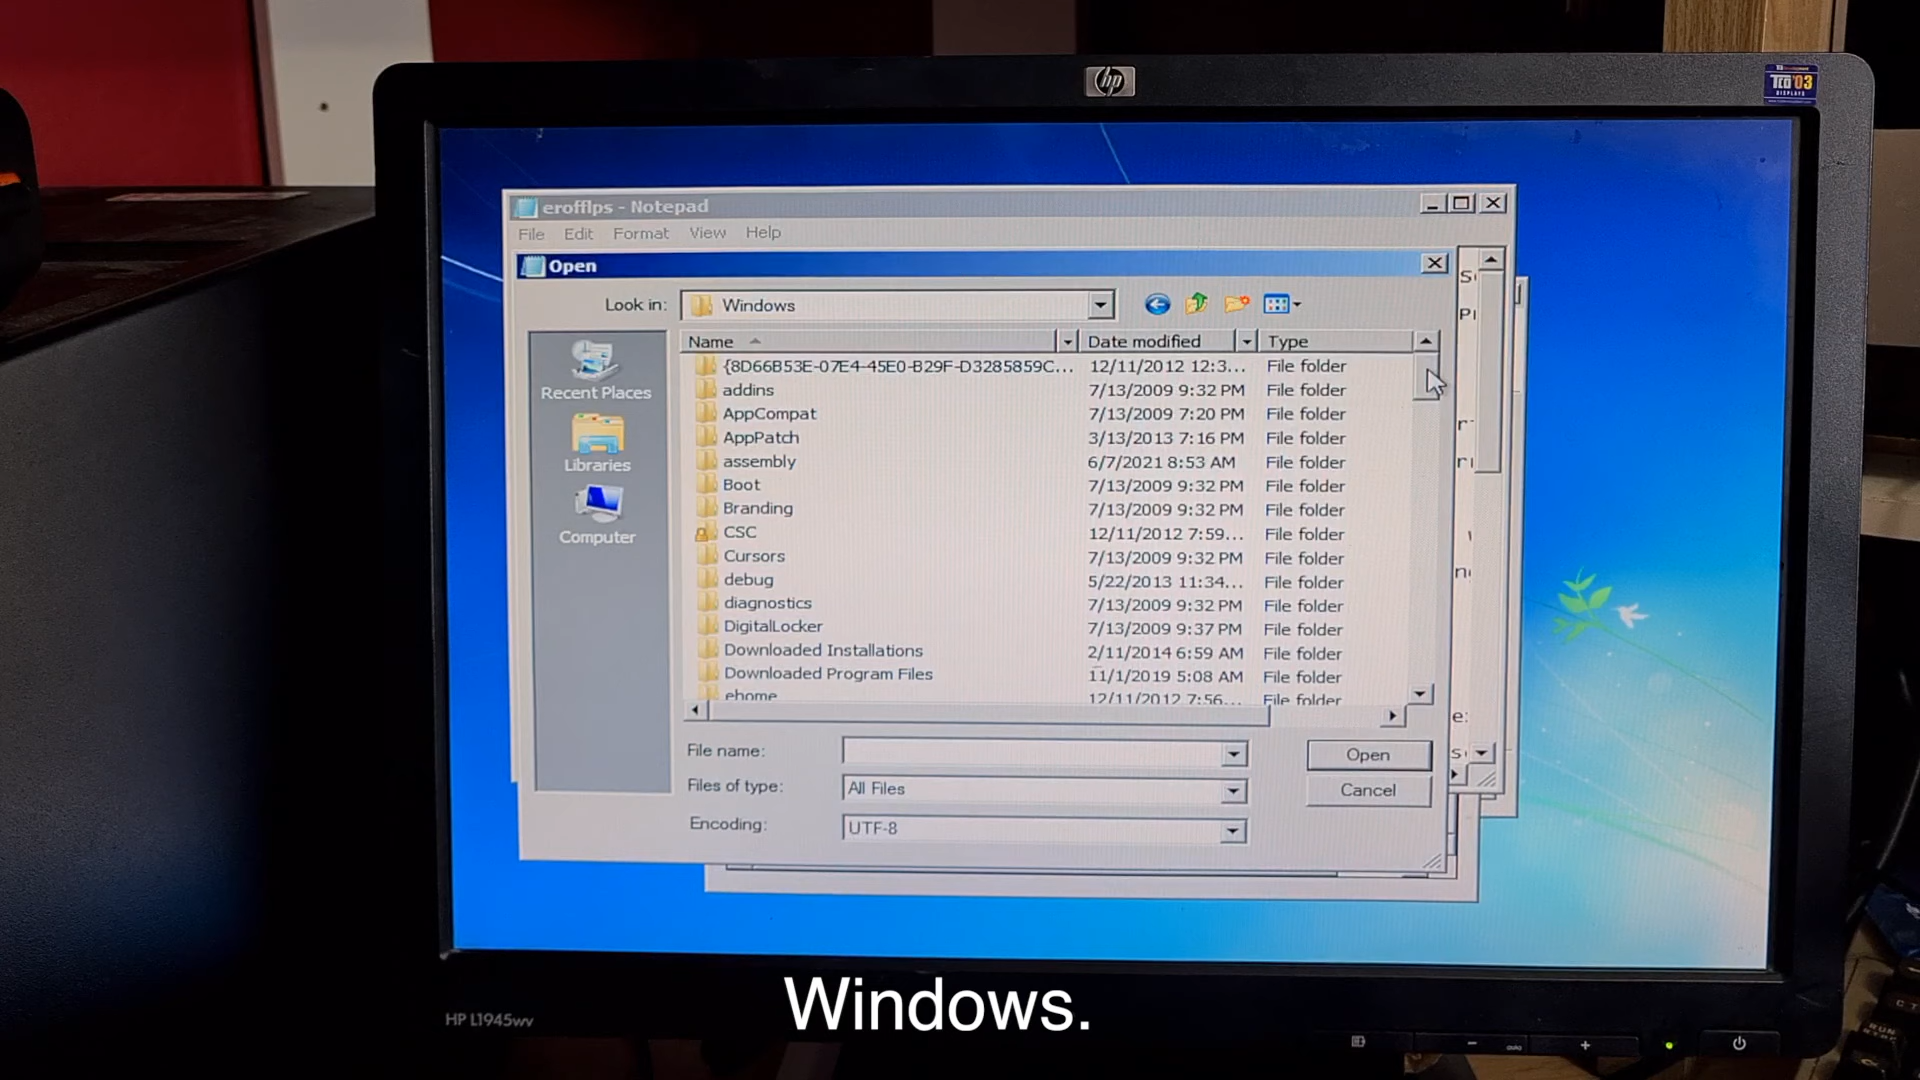 hp
TCO'03
DISPLAYS
erofflps - Notepad
File Edit Format View Help
Open
Look in: Windows
Name Date modified Type
{8D66B53E-07E4-45E0-B29F-D3285859C... 12/11/2012 12:3... File folder
addins 7/13/2009 9:32 PM File folder
AppCompat 7/13/2009 7:20 PM File folder
AppPatch 3/13/2013 7:16 PM File folder
assembly 6/7/2021 8:53 AM File folder
Boot 7/13/2009 9:32 PM File folder
Branding 7/13/2009 9:32 PM File folder
CSC 12/11/2012 7:59... File folder
Cursors 7/13/2009 9:32 PM File folder
debug 5/22/2013 11:34... File folder
diagnostics 7/13/2009 9:32 PM File folder
DigitalLocker 7/13/2009 9:37 PM File folder
Downloaded Installations 2/11/2014 6:59 AM File folder
Downloaded Program Files 11/1/2019 5:08 AM File folder
ehome 12/11/2012 7:56... File folder
Recent Places
Libraries
Computer
File name: Open
Files of type: All Files Cancel
Encoding: UTF-8
Windows.
HP L1945wv
auto